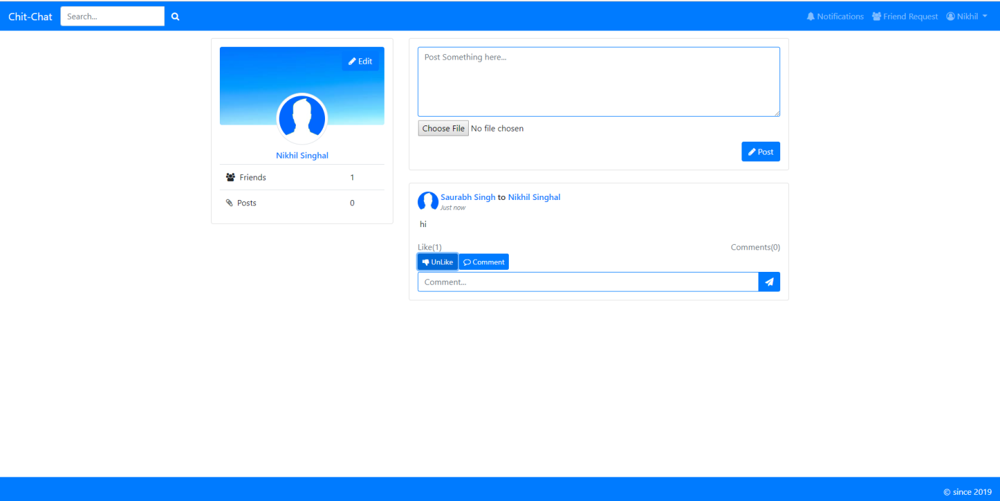 Chit-Chat Search... Notifications Friend Request Nikhil
Edit
Nikhil Singhal
Friends 1
Posts 0
Post Something here...
Choose File No file chosen
Post
Saurabh Singh to Nikhil Singhal
Just now
hi
Like(1) Comments(0)
UnLike Comment
Comment...
© since 2019